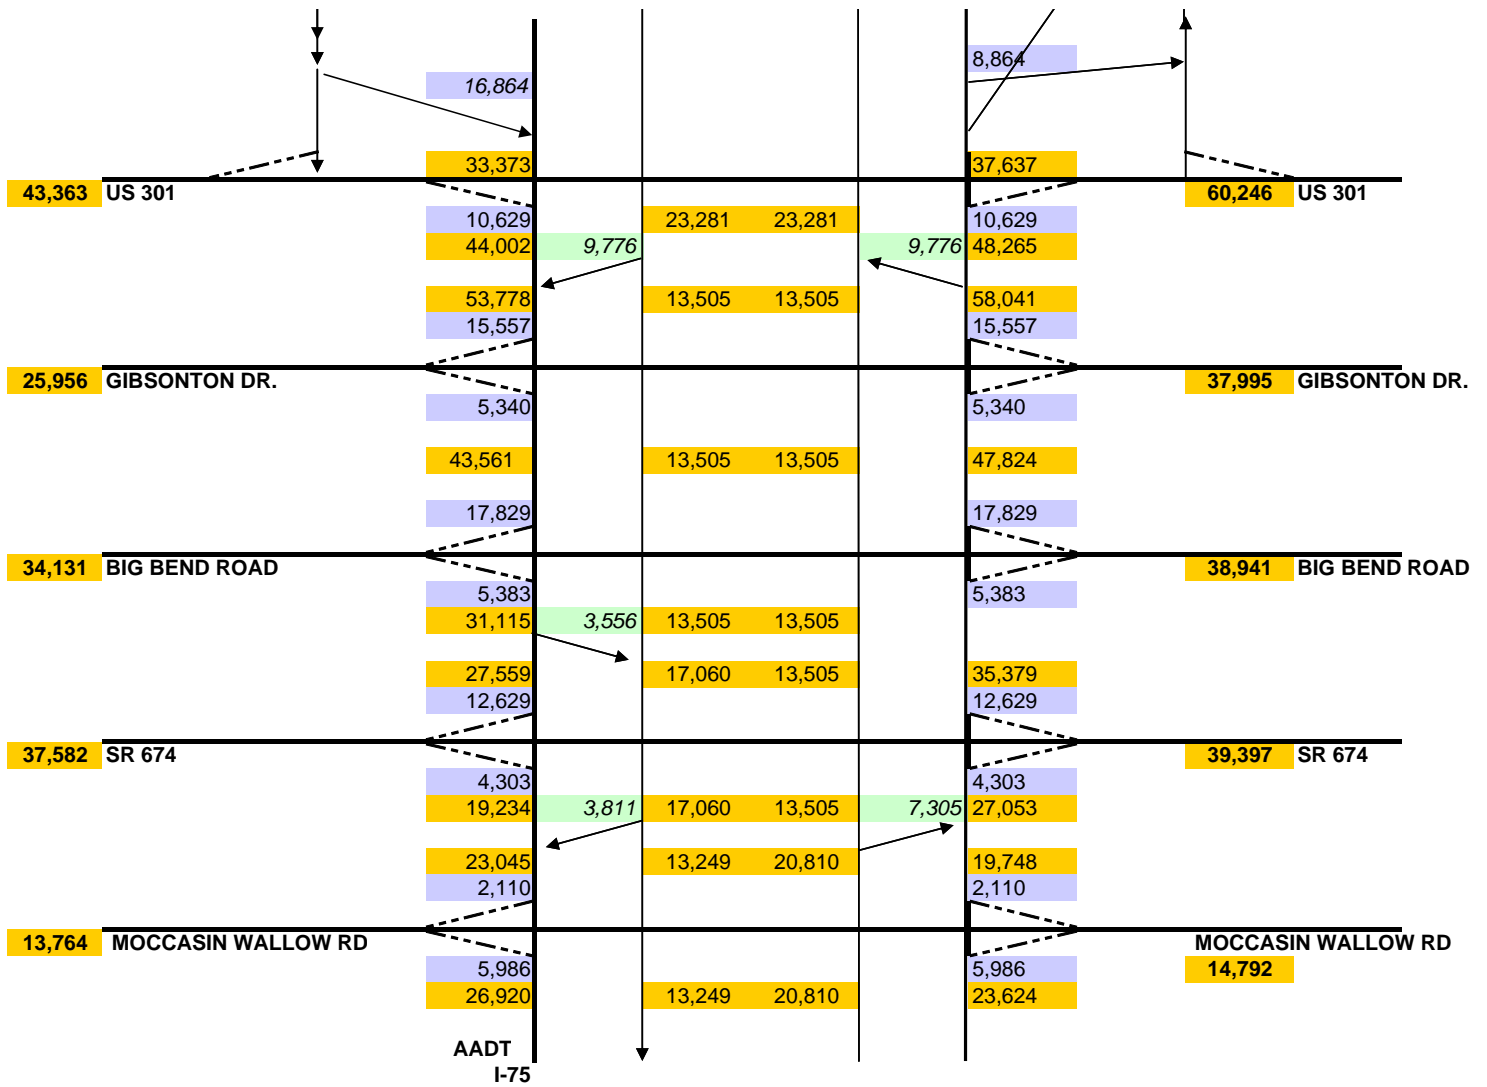 8,864
16,864
33,373 37,637
43,363 US 301 60,246 US 301
10,629 23,281 23,281 10,629
44,002 9,776 9,776 48,265
53,778 13,505 13,505 58,041
15,557 15,557
25,956 GIBSONTON DR. 37,995 GIBSONTON DR.
5,340 5,340
43,561 13,505 13,505 47,824
17,829 17,829
34,131 BIG BEND ROAD 38,941 BIG BEND ROAD
5,383 5,383
31,115 3,556 13,505 13,505
27,559 17,060 13,505 35,379
12,629 12,629
37,582 SR 674 39,397 SR 674
4,303 4,303
19,234 3,811 17,060 13,505 7,305 27,053
23,045 13,249 20,810 19,748
2,110 2,110
13,764 MOCCASIN WALLOW RD MOCCASIN WALLOW RD
5,986 5,986 14,792
26,920 13,249 20,810 23,624
AADT
I-75